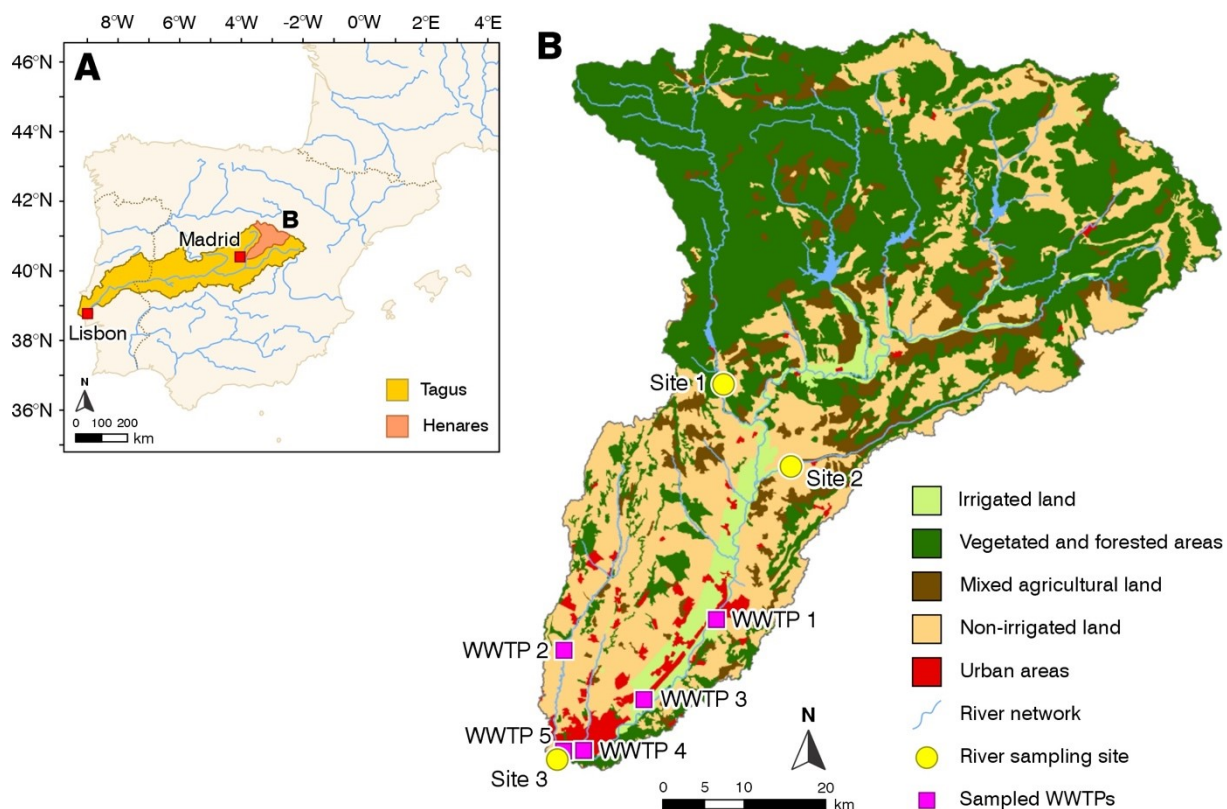 8°W 6°W 4°W 2°W 0°W 2°E 4°E
A
46°N
44°N
42°N
40°N
38°N
36°N
B
Madrid
Lisbon
N
0 100 200
km
Tagus
Henares
B
Site 1
Site 2
WWTP 1
WWTP 2
WWTP 3
WWTP 5
WWTP 4
Site 3
N
0 5 10 20
km
Irrigated land
Vegetated and forested areas
Mixed agricultural land
Non-irrigated land
Urban areas
River network
River sampling site
Sampled WWTPs